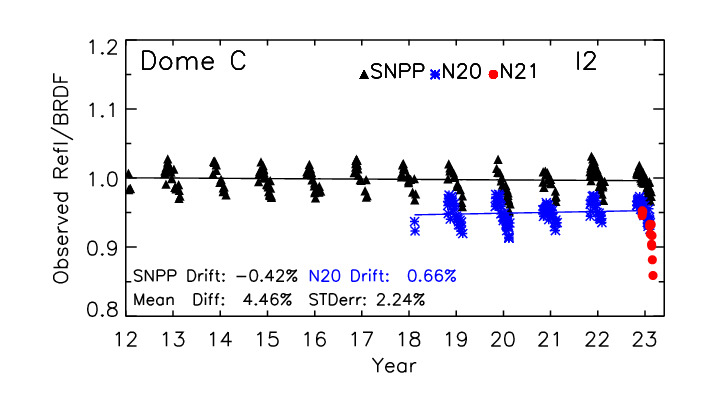 1.2
Dome C
I2
SNPP N20 N21
1.1
1.0
0.9
0.8
Observed Refl/BRDF
SNPP Drift: −0.42% N20 Drift: 0.66%
Mean Diff: 4.46% STDerr: 2.24%
12 13 14 15 16 17 18 19 20 21 22 23
Year